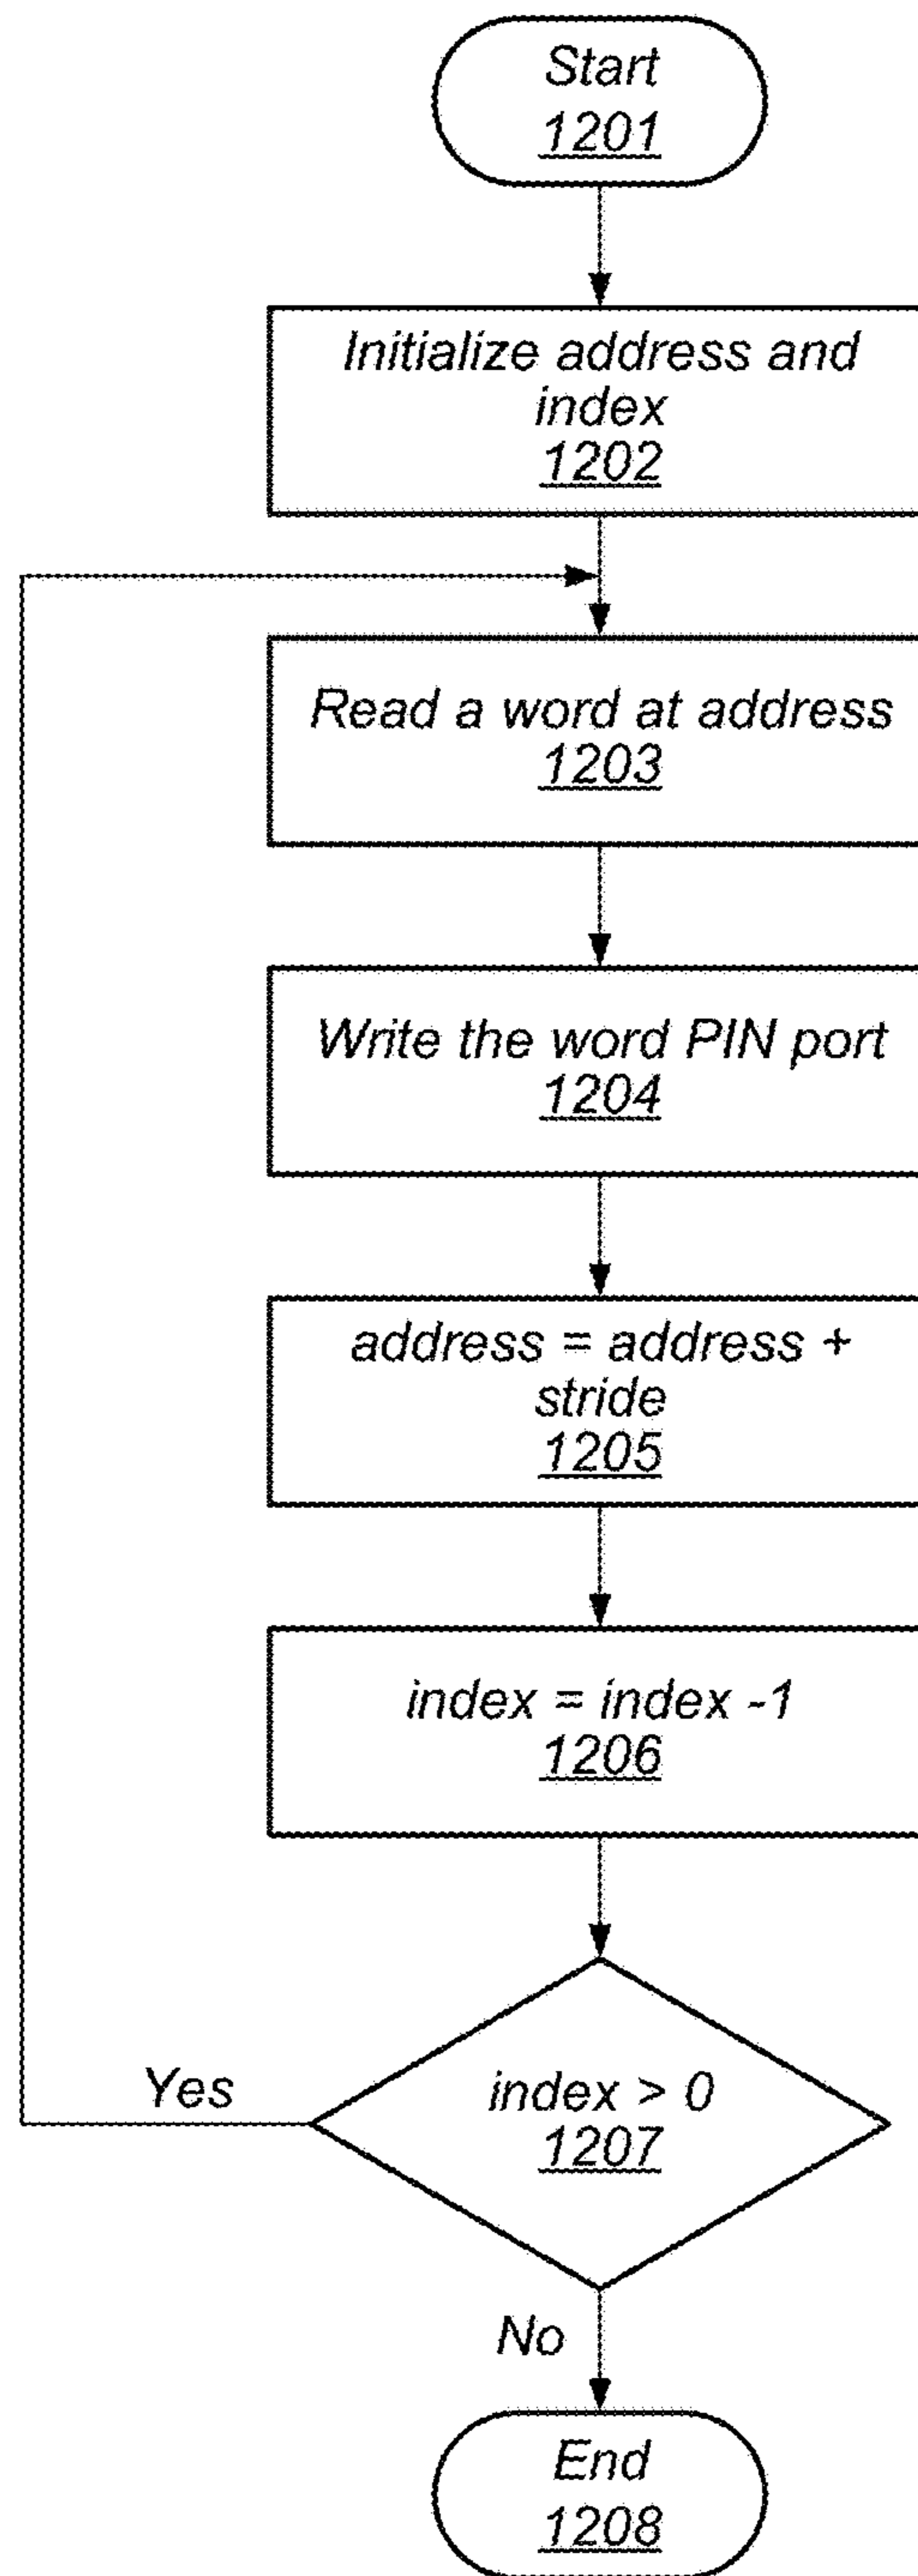 Start
1201
Initialize address and
index
1202
Read a word at address
1203
Write the word PIN port
1204
address = address +
stride
1205
index = index -1
1206
Yes
index > 0
1207
No
End
1208